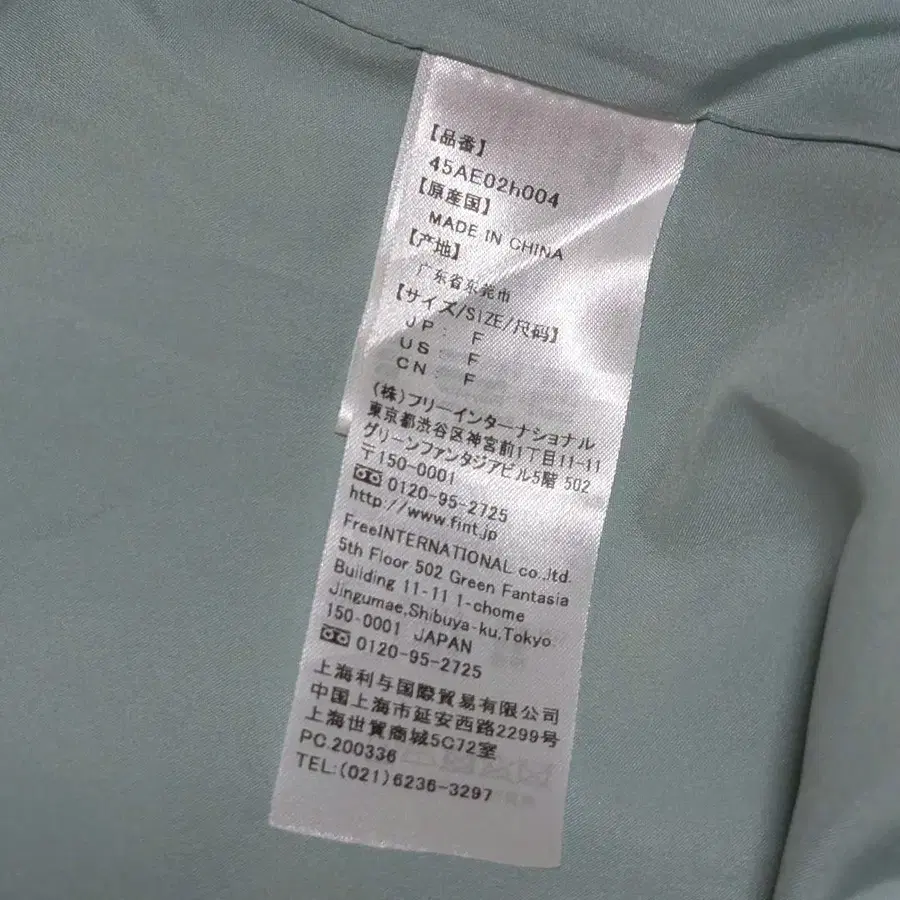 【品番】
45AE02h004
【原産国】
MADE IN CHINA
【产地】
广东省东莞市
【サイズ/SIZE/尺码】
JP: F
US: F
CN: F
(株)フリーインターナショナル
東京都渋谷区神宮前1丁目11-11
グリーンファンタジアビル5階 502
〒150-0001
0120-95-2725
http://www.fint.jp
FreeINTERNATIONAL co.,ltd.
5th Floor 502 Green Fantasia
Building 11-11 1-chome
Jingumae,Shibuya-ku,Tokyo.
150-0001 JAPAN
0120-95-2725
上海利与国際貿易有限公司
中国上海市延安西路2299号
上海世貿商城5C72室
PC.200336
TEL:(021)6236-3297